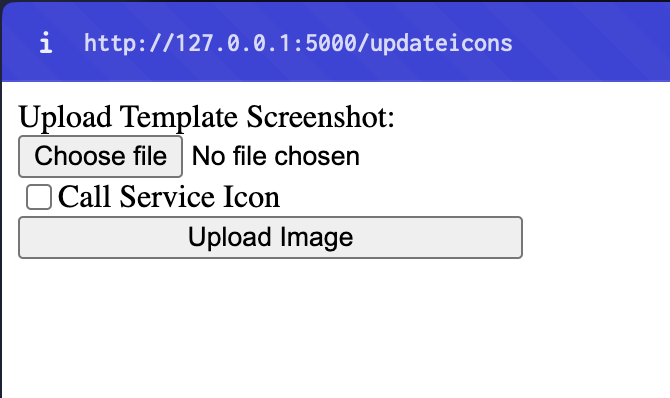 i http://127.0.0.1:5000/updateicons
Upload Template Screenshot:
Choose file No file chosen
Call Service Icon
Upload Image